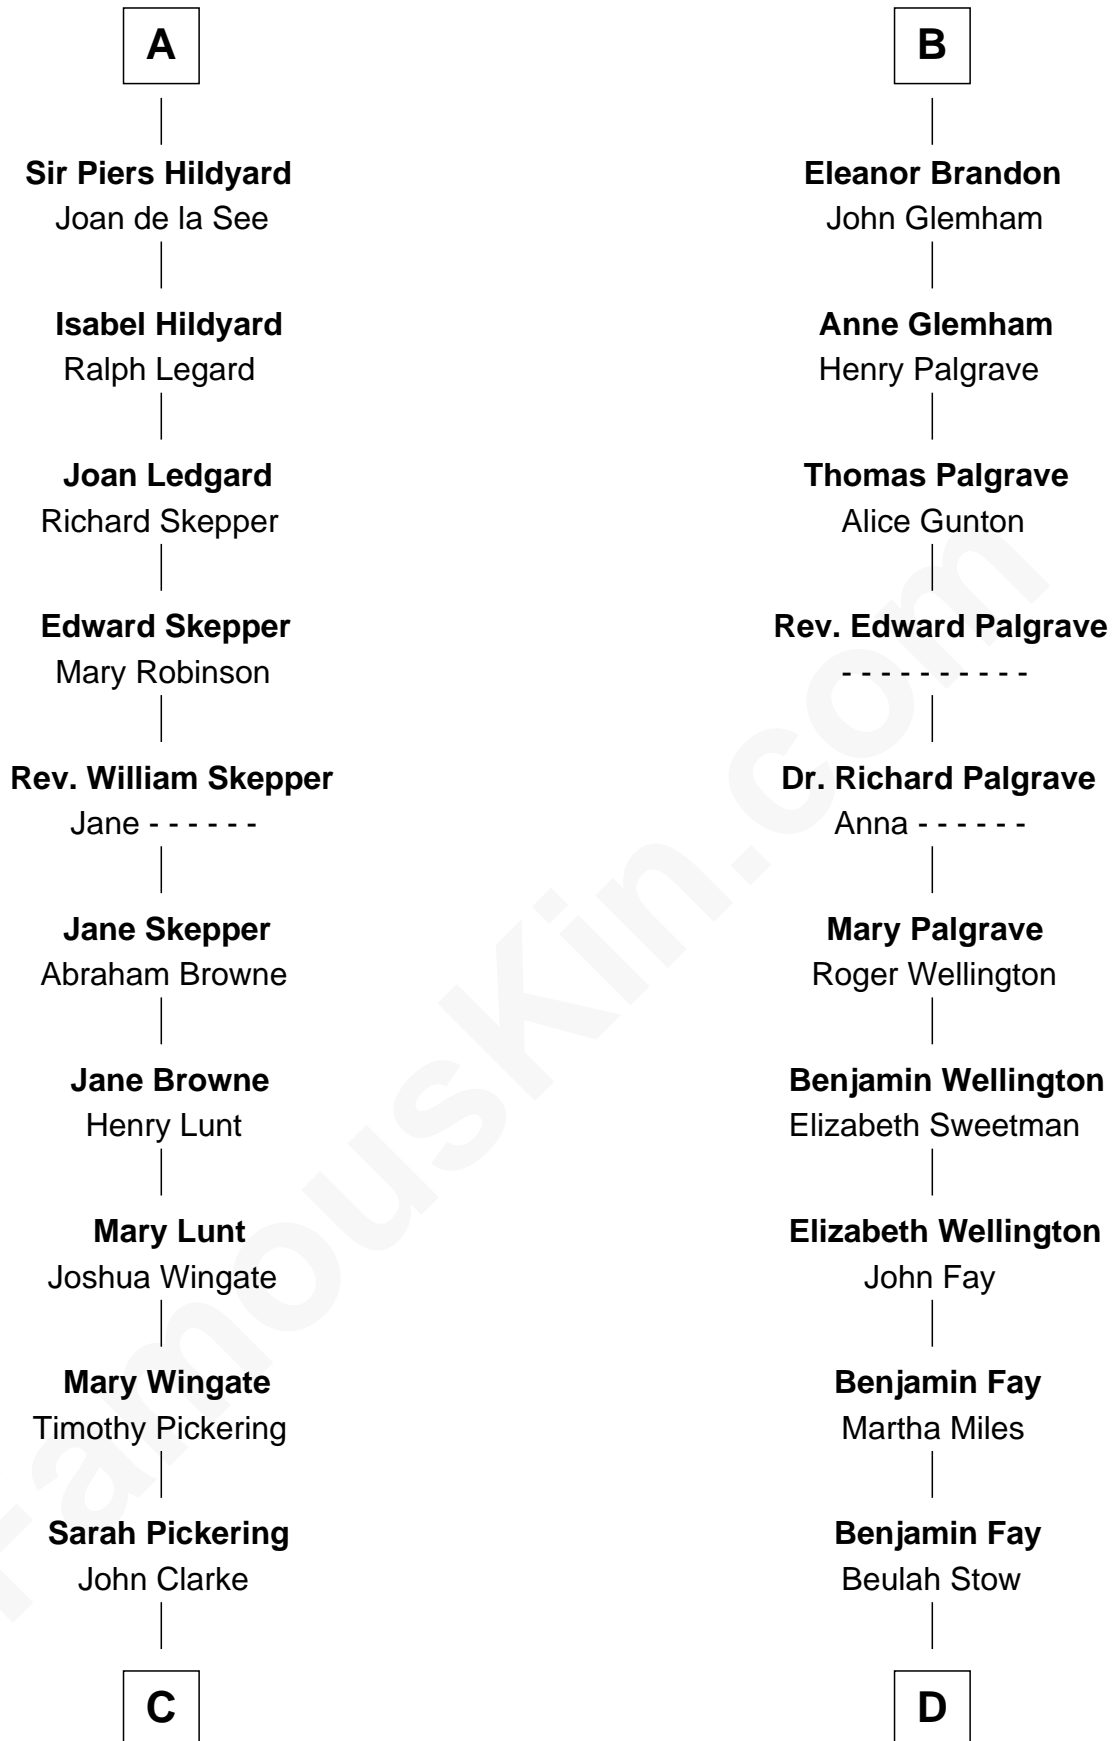 A
Sir Piers Hildyard
Joan de la See
Isabel Hildyard
Ralph Legard
Joan Ledgard
Richard Skepper
Edward Skepper
Mary Robinson
Rev. William Skepper
Jane - - - - - -
Jane Skepper
Abraham Browne
Jane Browne
Henry Lunt
Mary Lunt
Joshua Wingate
Mary Wingate
Timothy Pickering
Sarah Pickering
John Clarke
C
B
Eleanor Brandon
John Glemham
Anne Glemham
Henry Palgrave
Thomas Palgrave
Alice Gunton
Rev. Edward Palgrave
- - - - - - - - - -
Dr. Richard Palgrave
Anna - - - - - -
Mary Palgrave
Roger Wellington
Benjamin Wellington
Elizabeth Sweetman
Elizabeth Wellington
John Fay
Benjamin Fay
Martha Miles
Benjamin Fay
Beulah Stow
D
FamousKin.com